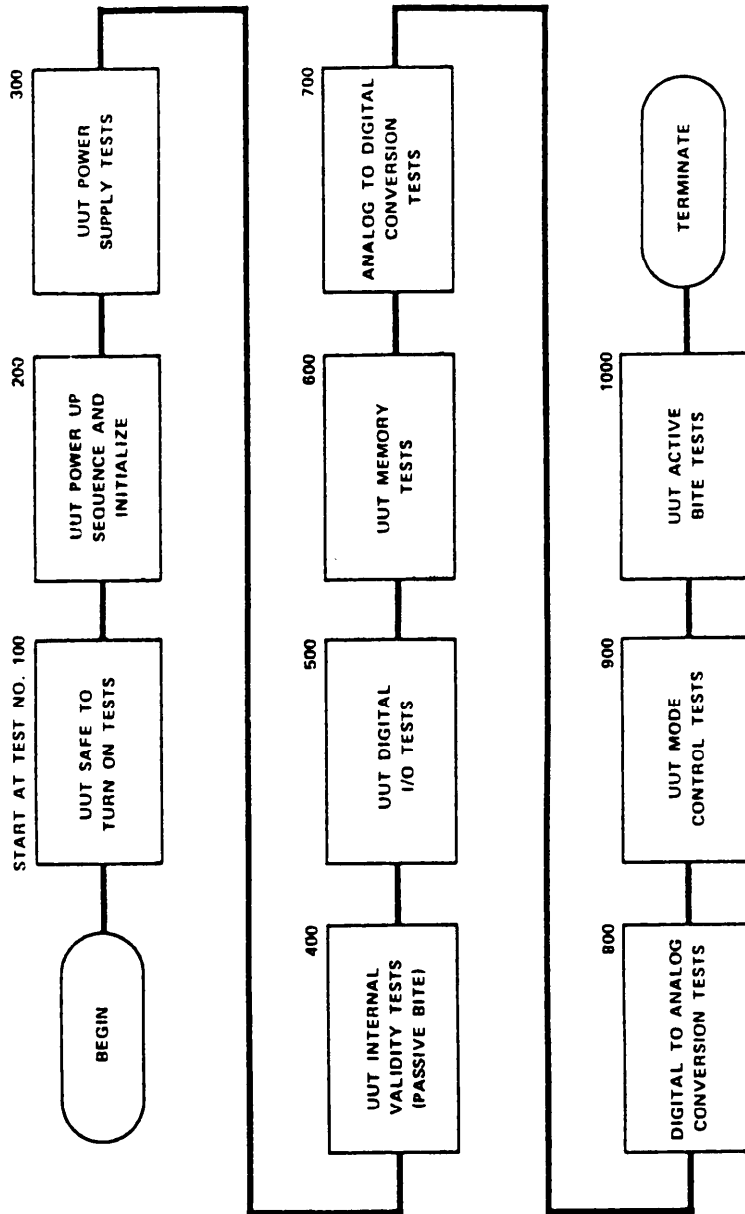 BEGIN
START AT TEST NO. 100
UUT SAFE TO
TURN ON TESTS
200
UUT POWER UP
SEQUENCE AND
INITIALIZE
300
UUT POWER
SUPPLY TESTS
400
UUT INTERNAL
VALIDITY TESTS
(PASSIVE BITE)
500
UUT DIGITAL
I/O TESTS
600
UUT MEMORY
TESTS
700
ANALOG TO DIGITAL
CONVERSION
TESTS
800
DIGITAL TO ANALOG
CONVERSION TESTS
900
UUT MODE
CONTROL TESTS
1000
UUT ACTIVE
BITE TESTS
TERMINATE